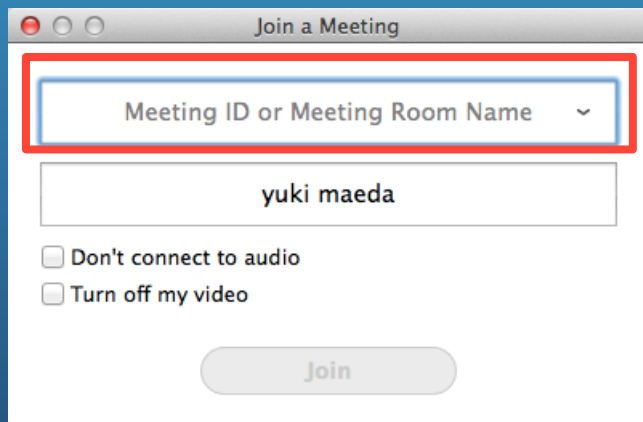 Join a Meeting
Meeting ID or Meeting Room Name
yuki maeda
Don't connect to audio
Turn off my video
Join